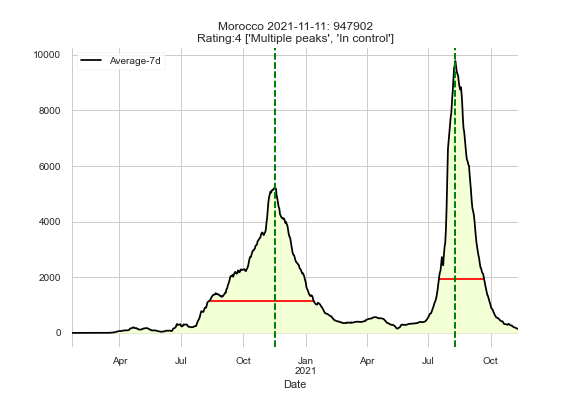 Morocco 2021-11-11: 947902
Rating:4 ['Multiple peaks', 'In control']
Average-7d
10000
8000
6000
4000
2000
0
Apr
Jul
Oct
Jan
2021
Apr
Jul
Oct
Date